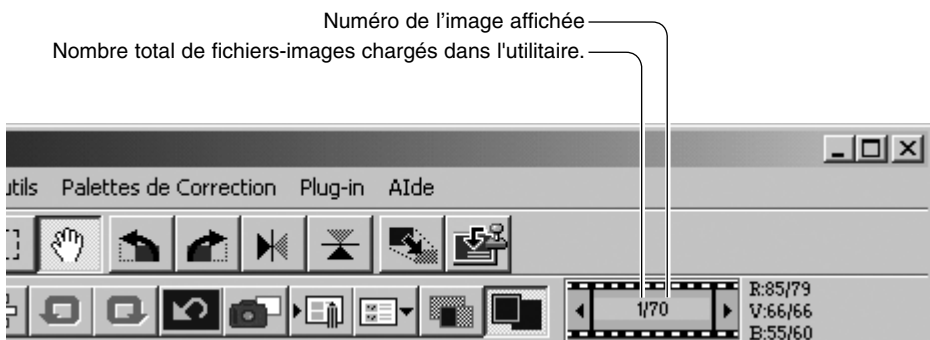 Numéro de l’image affichée
Nombre total de fichiers-images chargés dans l'utilitaire.
utils Palettes de Correction Plug-in AIde
1/70
R:85/79
V:66/66
B:55/60